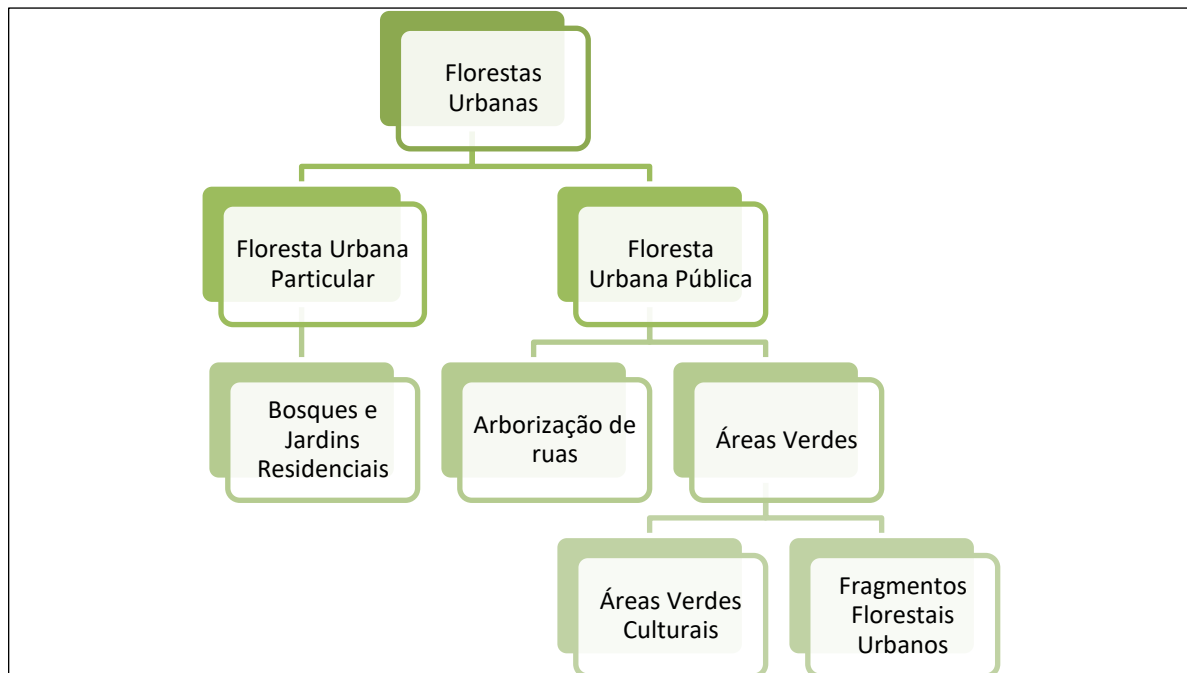 Florestas
Urbanas
Floresta Urbana
Particular
Floresta
Urbana Pública
Bosques e
Jardins
Residenciais
Arborização de
ruas
Áreas Verdes
Áreas Verdes
Culturais
Fragmentos
Florestais
Urbanos